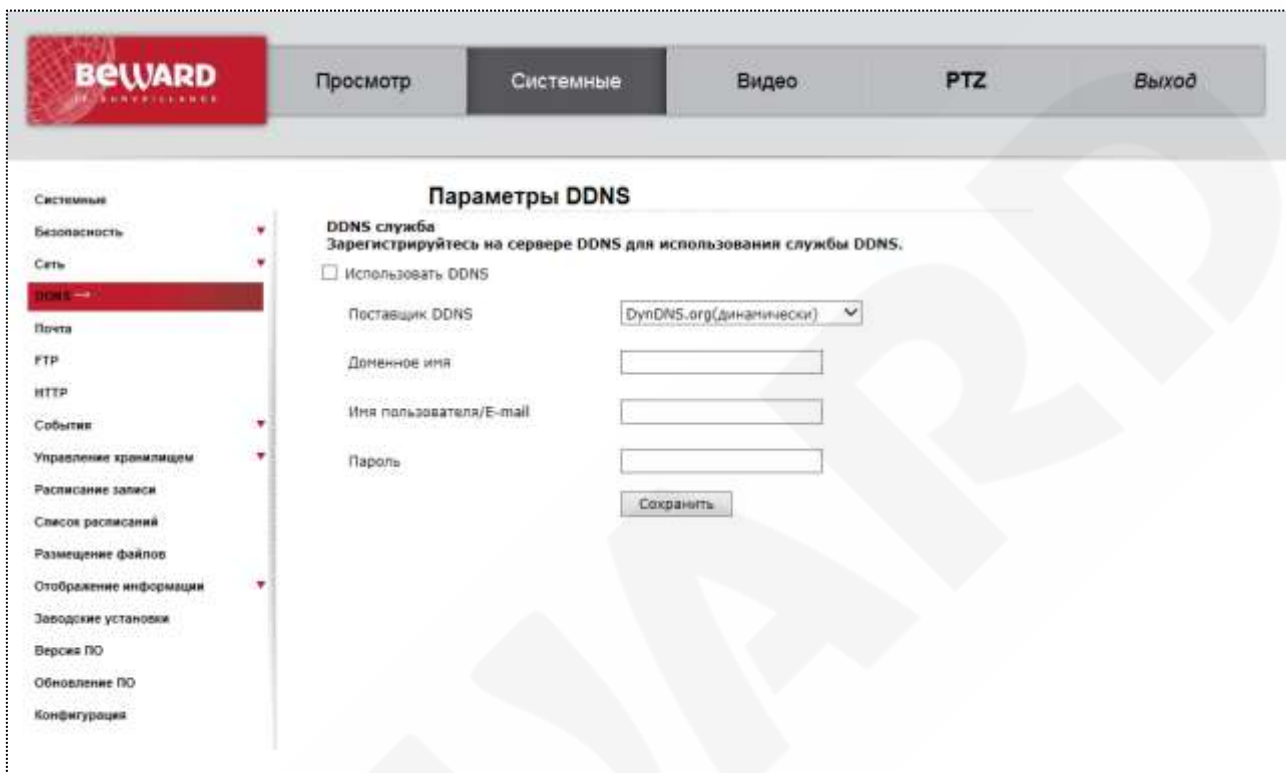 BEWARD
IP SURVEILLANCE
Просмотр
Системные
Видео
PTZ
Выход
Системные
Безопасность
Сеть
DDNS
Почта
FTP
HTTP
События
Управление хранилищем
Расписание записи
Список расписаний
Размещение файлов
Отображение информации
Заводские установки
Версия ПО
Обновление ПО
Конфигурация
Параметры DDNS
DDNS служба
Зарегистрируйтесь на сервере DDNS для использования службы DDNS.
Использовать DDNS
Поставщик DDNS
DynDNS.org(динамически)
Доменное имя
Имя пользователя/E-mail
Пароль
Сохранить